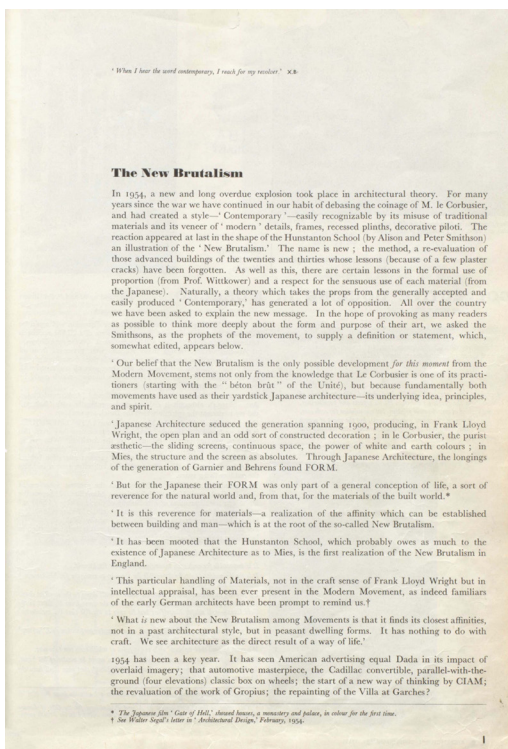 ' When I hear the word contemporary, I reach for my revolver.'
The New Brutalism
In 1954, a new and long overdue explosion took place in architectural theory. For many
years since the war we have continued in our habit of debasing the coinage of M. le Corbusier,
and had created a style—' Contemporary '—easily recognizable by its misuse of traditional
materials and its veneer of ' modern ' details, frames, recessed plinths, decorative piloti. The
reaction appeared at last in the shape of the Hunstanton School (by Alison and Peter Smithson)
an illustration of the ' New Brutalism.' The name is new ; the method, a re-evaluation of
those advanced buildings of the twenties and thirties whose lessons (because of a few plaster
cracks) have been forgotten. As well as this, there are certain lessons in the formal use of
proportion (from Prof. Wittkower) and a respect for the sensuous use of each material (from
the Japanese). Naturally, a theory which takes the props from the generally accepted and
easily produced ' Contemporary,' has generated a lot of opposition. All over the country
we have been asked to explain the new message. In the hope of provoking as many readers
as possible to think more deeply about the form and purpose of their art, we asked the
Smithsons, as the prophets of the movement, to supply a definition or statement, which,
somewhat edited, appears below.
' Our belief that the New Brutalism is the only possible development for this moment from the
Modern Movement, stems not only from the knowledge that Le Corbusier is one of its practi-
tioners (starting with the " béton brût " of the Unité), but because fundamentally both
movements have used as their yardstick Japanese architecture—its underlying idea, principles,
and spirit.
' Japanese Architecture seduced the generation spanning 1900, producing, in Frank Lloyd
Wright, the open plan and an odd sort of constructed decoration ; in le Corbusier, the purist
æsthetic—the sliding screens, continuous space, the power of white and earth colours ; in
Mies, the structure and the screen as absolutes. Through Japanese Architecture, the longings
of the generation of Garnier and Behrens found FORM.
' But for the Japanese their FORM was only part of a general conception of life, a sort of
reverence for the natural world and, from that, for the materials of the built world.*
' It is this reverence for materials—a realization of the affinity which can be established
between building and man—which is at the root of the so-called New Brutalism.
' It has been mooted that the Hunstanton School, which probably owes as much to the
existence of Japanese Architecture as to Mies, is the first realization of the New Brutalism in
England.
' This particular handling of Materials, not in the craft sense of Frank Lloyd Wright but in
intellectual appraisal, has been ever present in the Modern Movement, as indeed familiars
of the early German architects have been prompt to remind us.†
' What is new about the New Brutalism among Movements is that it finds its closest affinities,
not in a past architectural style, but in peasant dwelling forms. It has nothing to do with
craft. We see architecture as the direct result of a way of life.'
1954 has been a key year. It has seen American advertising equal Dada in its impact of
overlaid imagery; that automotive masterpiece, the Cadillac convertible, parallel-with-the-
ground (four elevations) classic box on wheels; the start of a new way of thinking by CIAM;
the revaluation of the work of Gropius; the repainting of the Villa at Garches?
* The Japanese film ' Gate of Hell,' showed houses, a monastery and palace, in colour for the first time.
† See Walter Segal's letter in ' Architectural Design,' February, 1954.
1